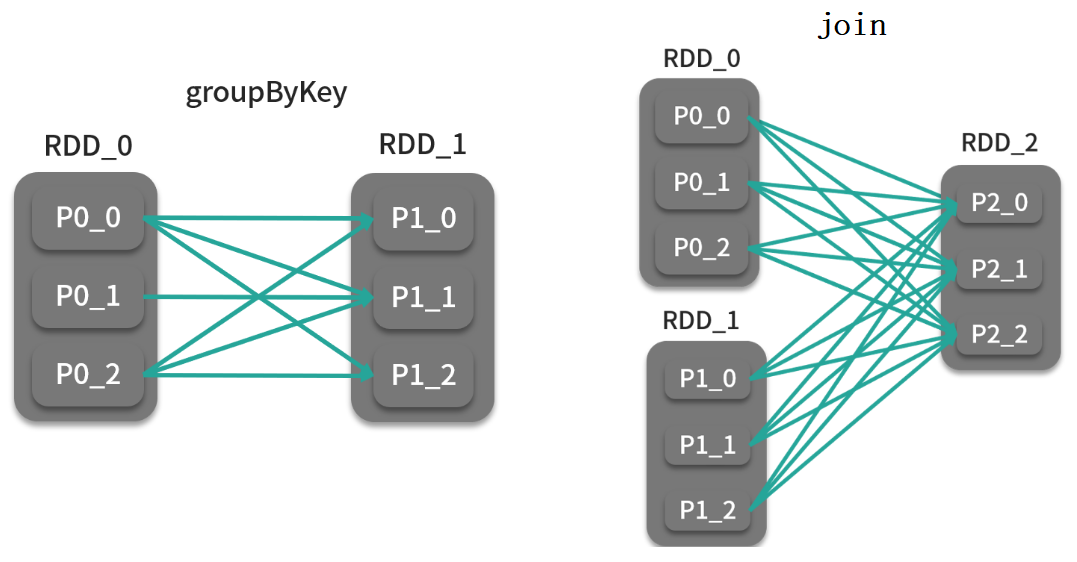 groupByKey
RDD_0
P0_0
P0_1
P0_2
RDD_1
P1_0
P1_1
P1_2
join
RDD_0
P0_0
P0_1
P0_2
RDD_1
P1_0
P1_1
P1_2
RDD_2
P2_0
P2_1
P2_2